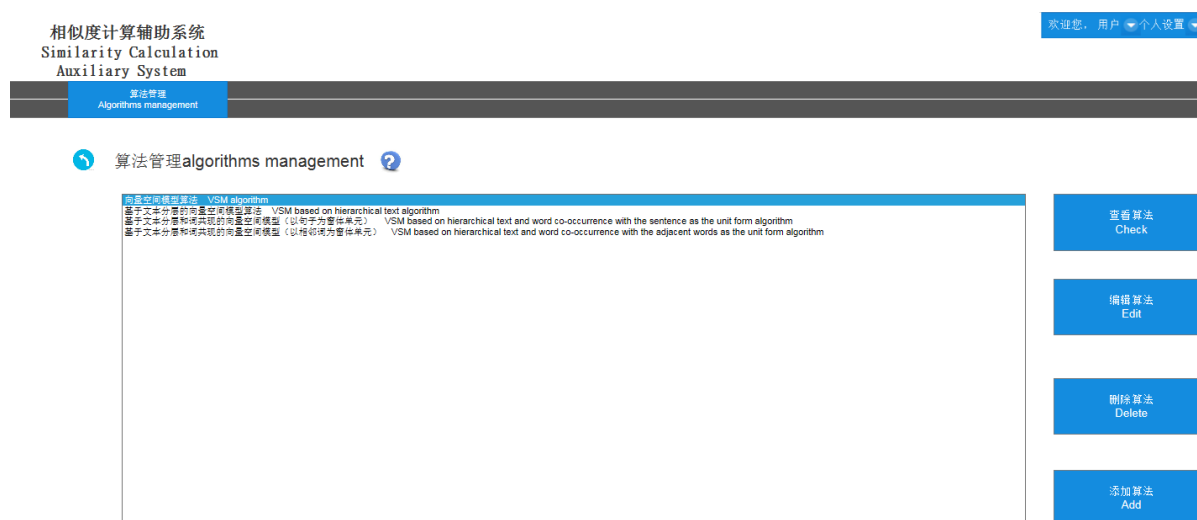 相似度计算辅助系统
Similarity Calculation
Auxiliary System
欢迎您, 用户 个人设置
算法管理
Algorithms management
算法管理algorithms management
向量空间模型算法 VSM algorithm
基于文本分层的向量空间模型算法 VSM based on hierarchical text algorithm
基于文本分层和词共现的向量空间模型（以句子为窗体单元） VSM based on hierarchical text and word co-occurrence with the sentence as the unit form algorithm
基于文本分层和词共现的向量空间模型（以相邻词为窗体单元） VSM based on hierarchical text and word co-occurrence with the adjacent words as the unit form algorithm
查看算法
Check
编辑算法
Edit
删除算法
Delete
添加算法
Add